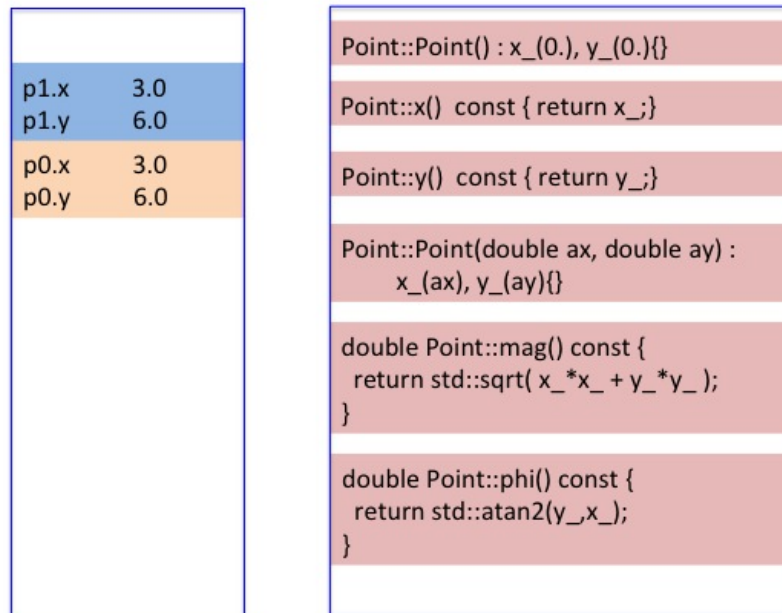 p1.x 3.0
p1.y 6.0
p0.x 3.0
p0.y 6.0
Point::Point() : x_(0.), y_(0.){}
Point::x() const { return x_;}
Point::y() const { return y_;}
Point::Point(double ax, double ay) :
x_(ax), y_(ay){}
double Point::mag() const {
return std::sqrt( x_*x_ + y_*y_ );
}
double Point::phi() const {
return std::atan2(y_,x_);
}